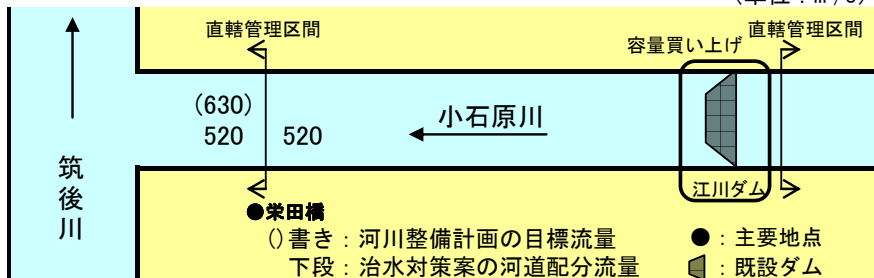 (単位：m³/s)
直轄管理区間
容量買い上げ
直轄管理区間
(630)
520
520
小石原川
筑後川
江川ダム
●栄田橋
()書き：河川整備計画の目標流量
下段：治水対策案の河道配分流量
●：主要地点
：既設ダム